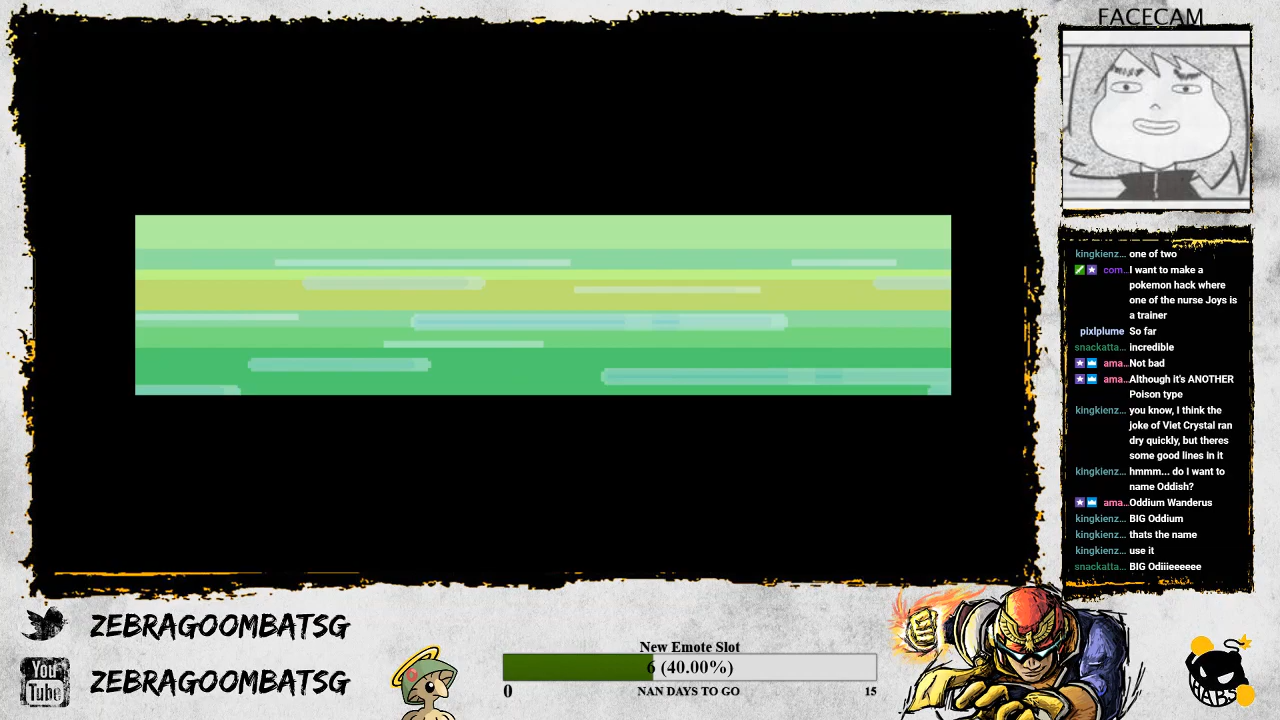 FACECAM
kingkienz... one of two
com... I want to make a
pokemon hack where
one of the nurse Joys is
a trainer
pixlplume So far
snackatta... incredible
ama... Not bad
ama... Although it's ANOTHER
Poison type
kingkienz... you know, I think the
joke of Viet Crystal ran
dry quickly, but theres
some good lines in it
kingkienz... hmmm... do I want to
name Oddish?
ama... Oddium Wanderus
kingkienz... BIG Oddium
kingkienz... thats the name
kingkienz... use it
snackatta... BIG Odiiieeeeee
ZEBRAGOOMBATSG
You
Tube
ZEBRAGOOMBATSG
New Emote Slot
6 (40.00%)
0 NAN DAYS TO GO 15
HABS